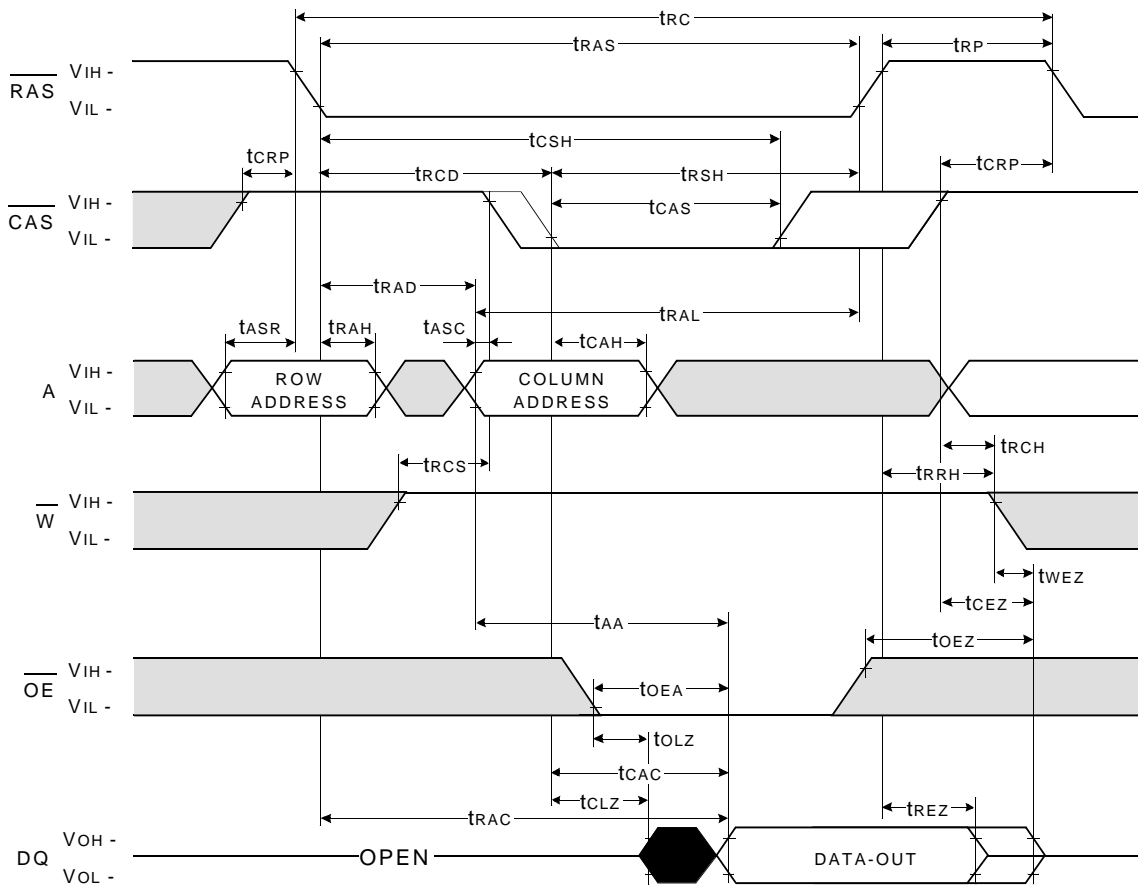 tRC
tRAS tRP
RAS VIH -
VIL -
tCSH
tCRP tRCD tRSH tCRP
CAS VIH -
tCAS
VIL -
tRAD
tRAL
tASR tRAH tASC tCAH
A VIH -
VIL -
ROW ADDRESS
COLUMN ADDRESS
tRCH
tRCS tRRH
W VIH -
VIL -
tWEZ
tCEZ
tAA
tOEZ
OE VIH -
tOEA
VIL -
tOLZ
tCAC
tCLZ
tRAC tREZ
DQ VOH -
VOL -
OPEN DATA-OUT